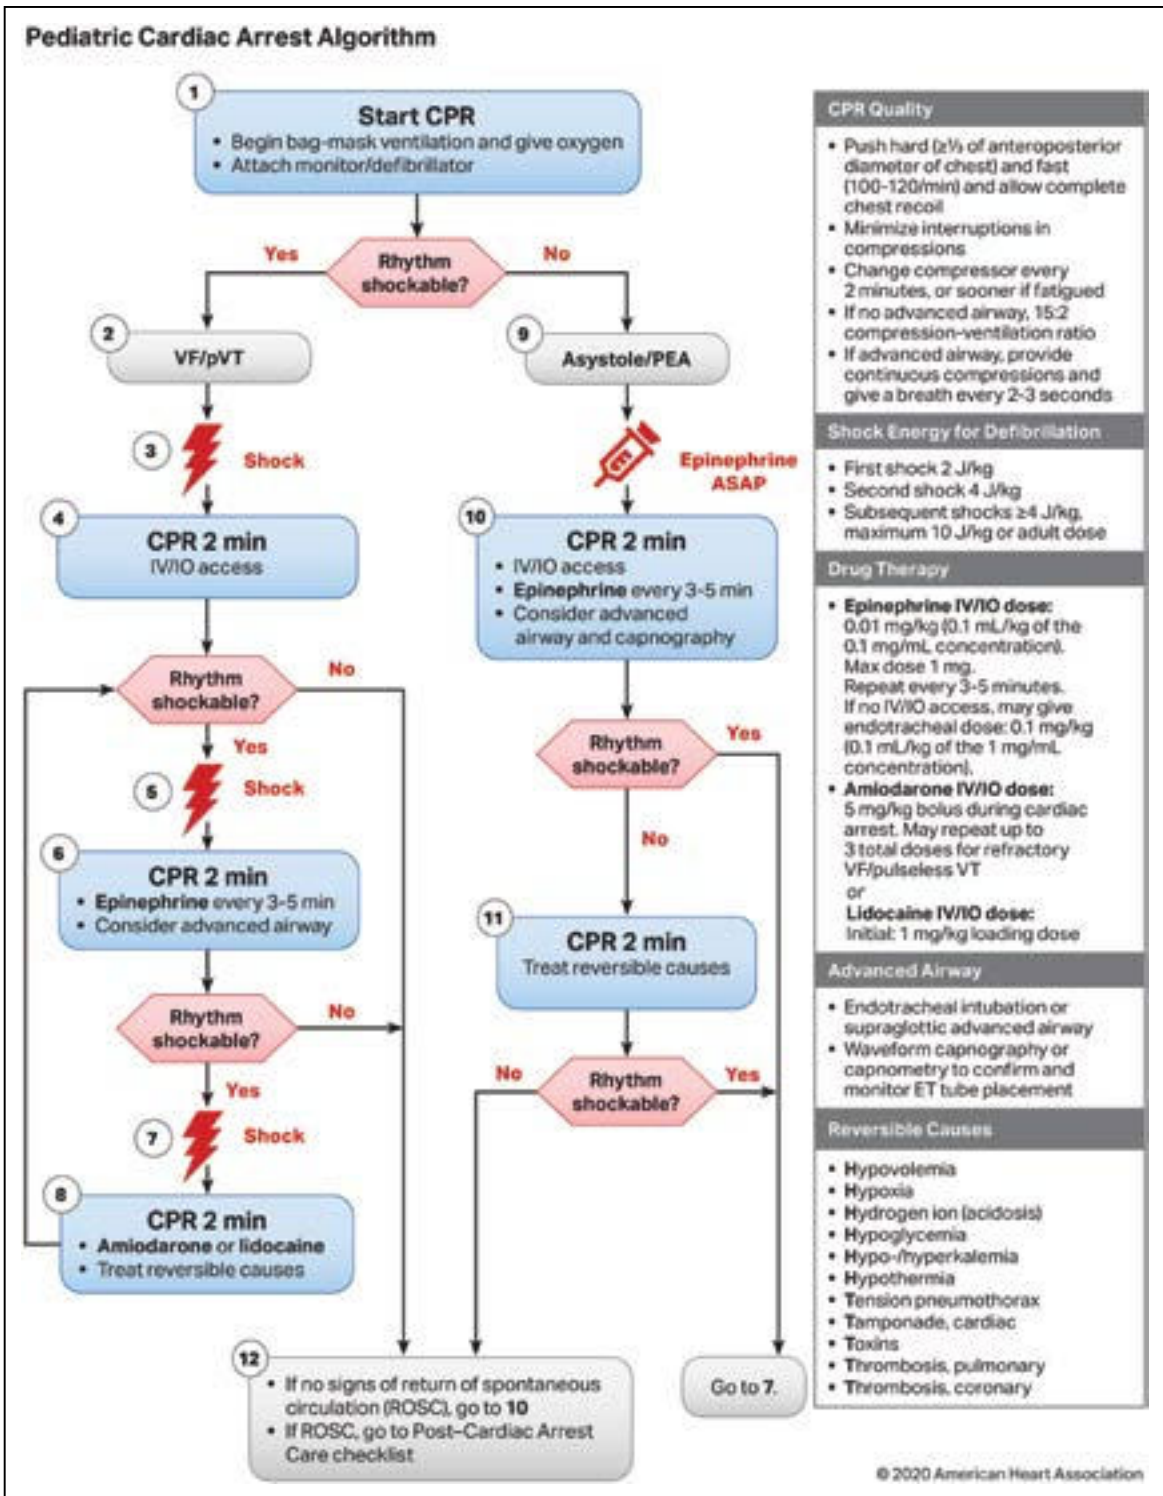 Pediatric Cardiac Arrest Algorithm
1
Start CPR
• Begin bag-mask ventilation and give oxygen
• Attach monitor/defibrillator
Yes
Rhythm
shockable?
No
2
VF/pVT
9
Asystole/PEA
3
Shock
Epinephrine
ASAP
4
CPR 2 min
IV/IO access
10
CPR 2 min
• IV/IO access
• Epinephrine every 3-5 min
• Consider advanced
airway and capnography
Rhythm
shockable?
No
Yes
5
Shock
Rhythm
shockable?
Yes
No
6
CPR 2 min
• Epinephrine every 3-5 min
• Consider advanced airway
11
CPR 2 min
Treat reversible causes
Rhythm
shockable?
No
Yes
7
Shock
No
Rhythm
shockable?
Yes
8
CPR 2 min
• Amiodarone or lidocaine
• Treat reversible causes
12
• If no signs of return of spontaneous
circulation (ROSC), go to 10
• If ROSC, go to Post–Cardiac Arrest
Care checklist
Go to 7.
CPR Quality
• Push hard (≥⅓ of anteroposterior
diameter of chest) and fast
(100-120/min) and allow complete
chest recoil
• Minimize interruptions in
compressions
• Change compressor every
2 minutes, or sooner if fatigued
• If no advanced airway, 15:2
compression-ventilation ratio
• If advanced airway, provide
continuous compressions and
give a breath every 2-3 seconds
Shock Energy for Defibrillation
• First shock 2 J/kg
• Second shock 4 J/kg
• Subsequent shocks ≥4 J/kg,
maximum 10 J/kg or adult dose
Drug Therapy
• Epinephrine IV/IO dose:
0.01 mg/kg (0.1 mL/kg of the
0.1 mg/mL concentration).
Max dose 1 mg.
Repeat every 3-5 minutes.
If no IV/IO access, may give
endotracheal dose: 0.1 mg/kg
(0.1 mL/kg of the 1 mg/mL
concentration).
• Amiodarone IV/IO dose:
5 mg/kg bolus during cardiac
arrest. May repeat up to
3 total doses for refractory
VF/pulseless VT
or
Lidocaine IV/IO dose:
Initial: 1 mg/kg loading dose
Advanced Airway
• Endotracheal intubation or
supraglottic advanced airway
• Waveform capnography or
capnometry to confirm and
monitor ET tube placement
Reversible Causes
• Hypovolemia
• Hypoxia
• Hydrogen ion (acidosis)
• Hypoglycemia
• Hypo-/hyperkalemia
• Hypothermia
• Tension pneumothorax
• Tamponade, cardiac
• Toxins
• Thrombosis, pulmonary
• Thrombosis, coronary
© 2020 American Heart Association